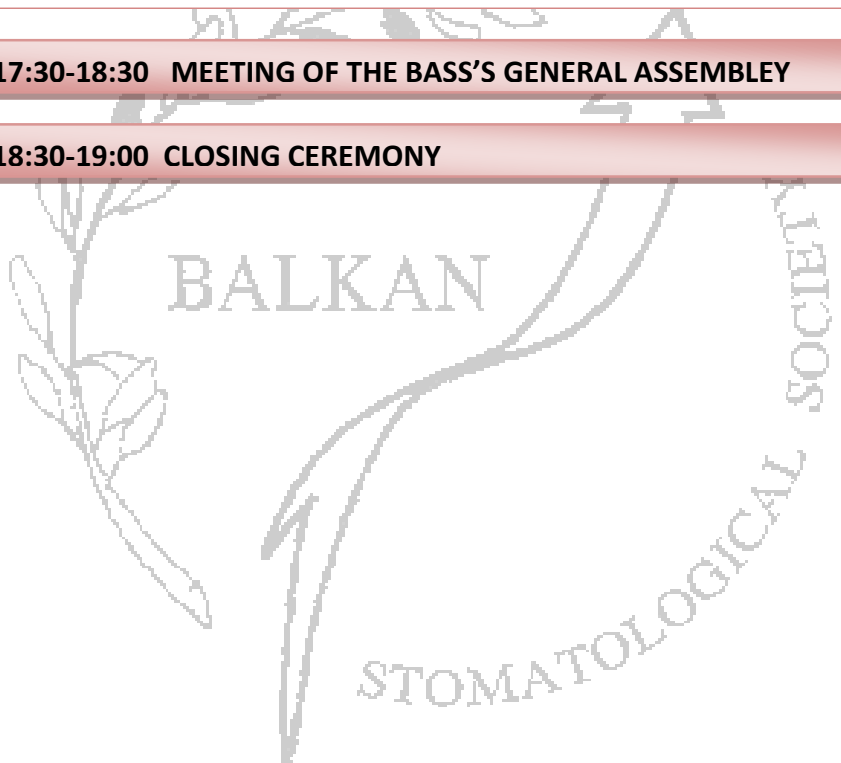 17:30-18:30 MEETING OF THE BASS'S GENERAL ASSEMBLEY
18:30-19:00 CLOSING CEREMONY
BALKAN
STOMATOLOGICAL SOCIETY